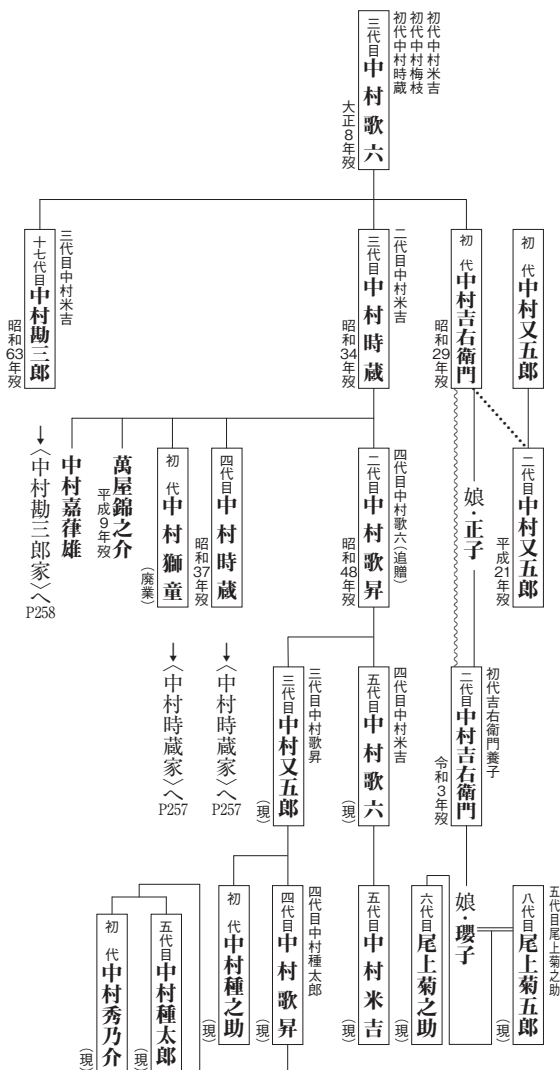 初代中村米吉
初代中村梅枝
初代中村時蔵
三代目中村歌六
大正8年歿
初代中村又五郎
初代中村吉右衛門
昭和29年歿
二代目中村米吉
三代目中村時蔵
昭和34年歿
三代目中村米吉
十七代目中村勘三郎
昭和63年歿
↓〈中村勘三郎家〉へP258
二代目中村又五郎
平成21年歿
娘・正子
四代目中村歌六(追贈)
二代目中村歌昇
昭和48年歿
四代目中村時蔵
昭和37年歿
↓〈中村時蔵家〉へP257
初代中村獅童
(廃業)
↓〈中村時蔵家〉へP257
萬屋錦之介
平成9年歿
中村嘉葎雄
初代吉右衛門養子
二代目中村吉右衛門
令和3年歿
四代目中村米吉
五代目中村歌六
(現)
三代目中村歌昇
三代目中村又五郎
(現)
五代目尾上菊之助
八代目尾上菊五郎
(現)
娘・瓔子
六代目尾上菊之助
(現)
五代目中村米吉
(現)
四代目中村種太郎
四代目中村歌昇
(現)
初代中村種之助
(現)
五代目中村種太郎
(現)
初代中村秀乃介
(現)